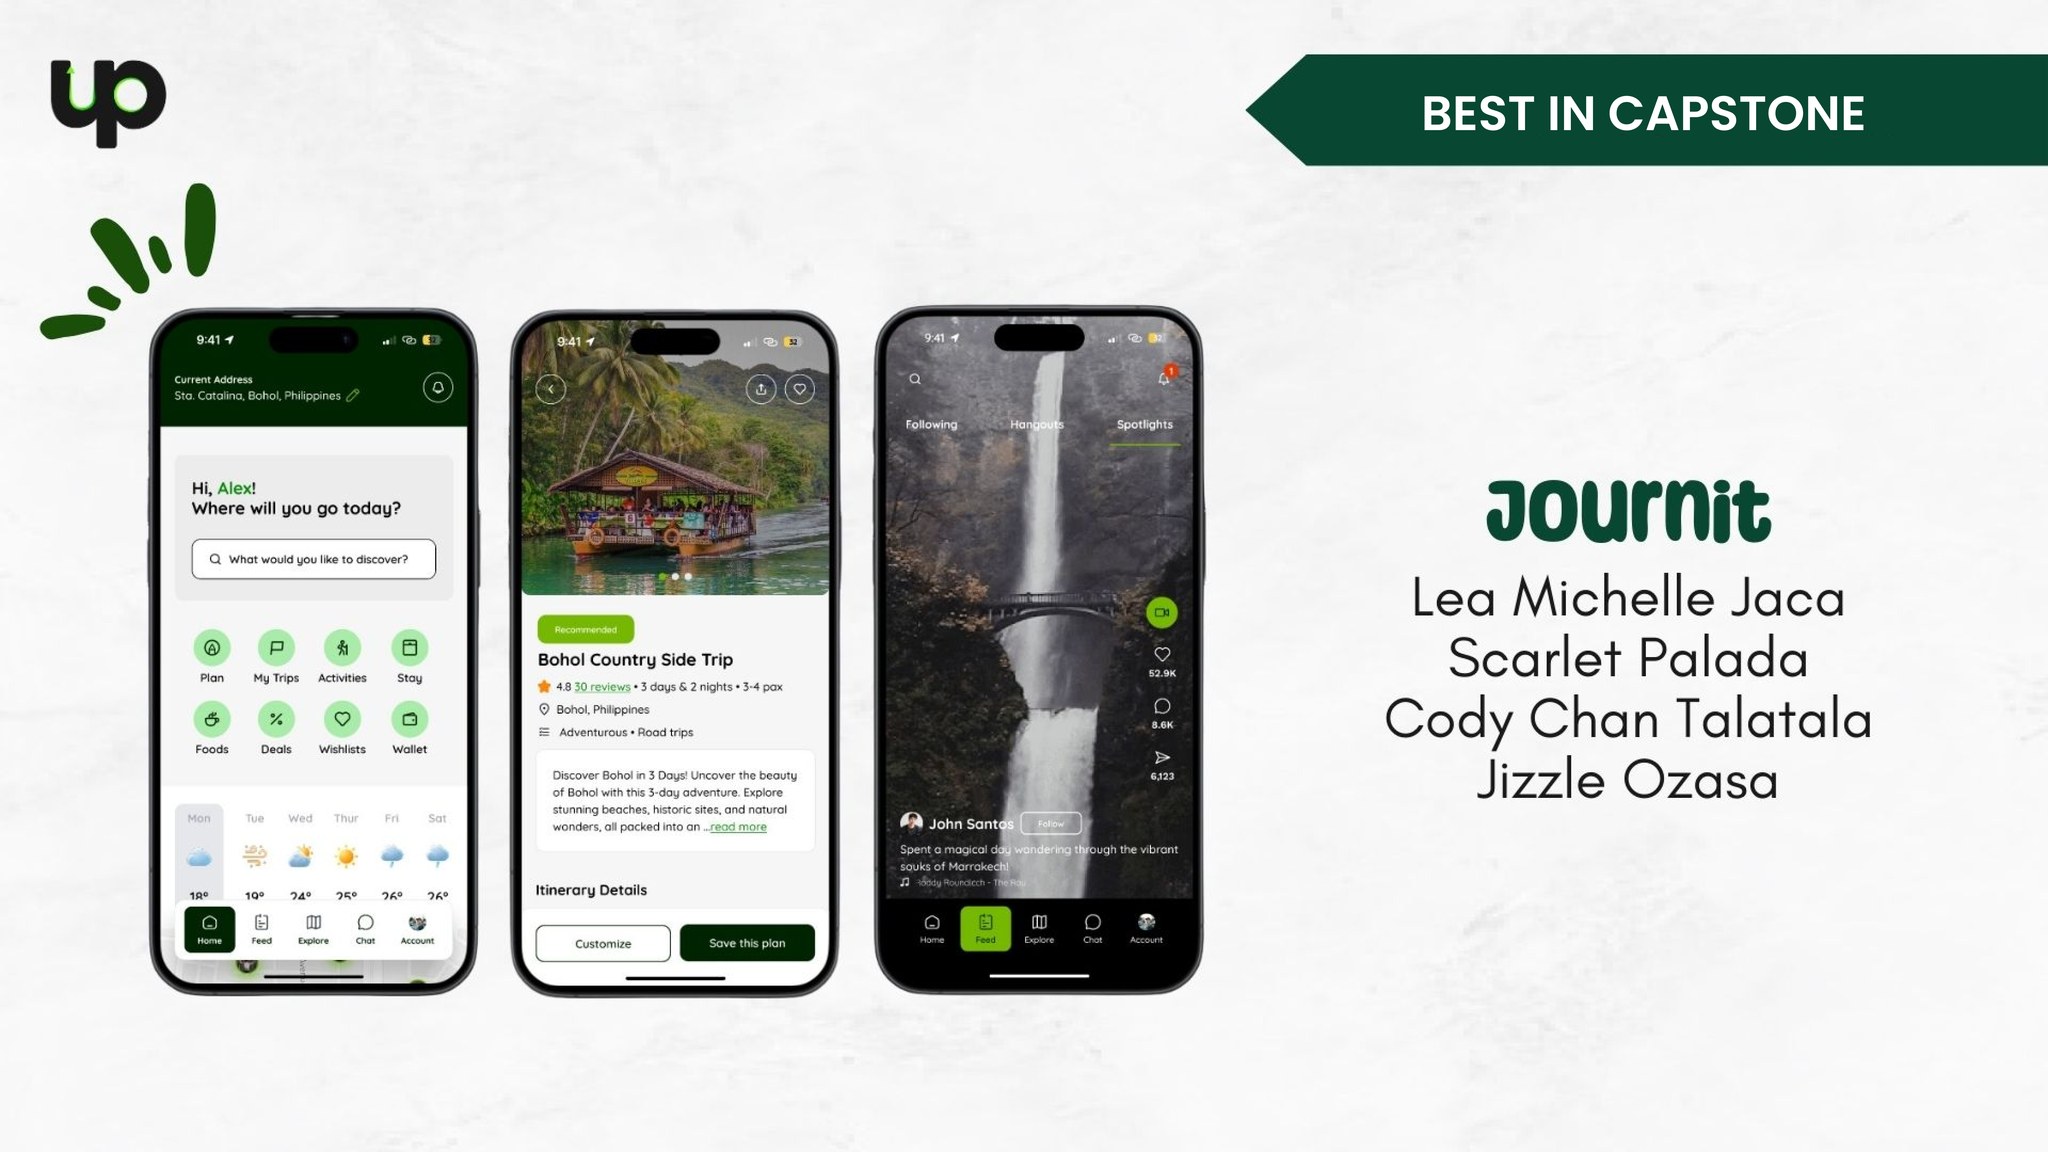 up
BEST IN CAPSTONE
9:41
Current Address
Sta. Catalina, Bohol, Philippines
Hi, Alex!
Where will you go today?
What would you like to discover?
Plan My Trips Activities Stay
Foods Deals Wishlists Wallet
Mon Tue Wed Thur Fri Sat
18° 19° 24° 25° 26° 26°
Home Feed Explore Chat Account
9:41 32
Recommended
Bohol Country Side Trip
4.8 30 reviews • 3 days & 2 nights • 3-4 pax
Bohol, Philippines
Adventurous • Road trips
Discover Bohol in 3 Days! Uncover the beauty
of Bohol with this 3-day adventure. Explore
stunning beaches, historic sites, and natural
wonders, all packed into an ...read more
Itinerary Details
Customize Save this plan
9:41
1
Following Hangouts Spotlights
52.9K
8.6K
6,123
John Santos Follow
Spent a magical day wandering through the vibrant
souks of Marrakech!
Home Feed Explore Chat Account
JOURNIT
Lea Michelle Jaca
Scarlet Palada
Cody Chan Talatala
Jizzle Ozasa